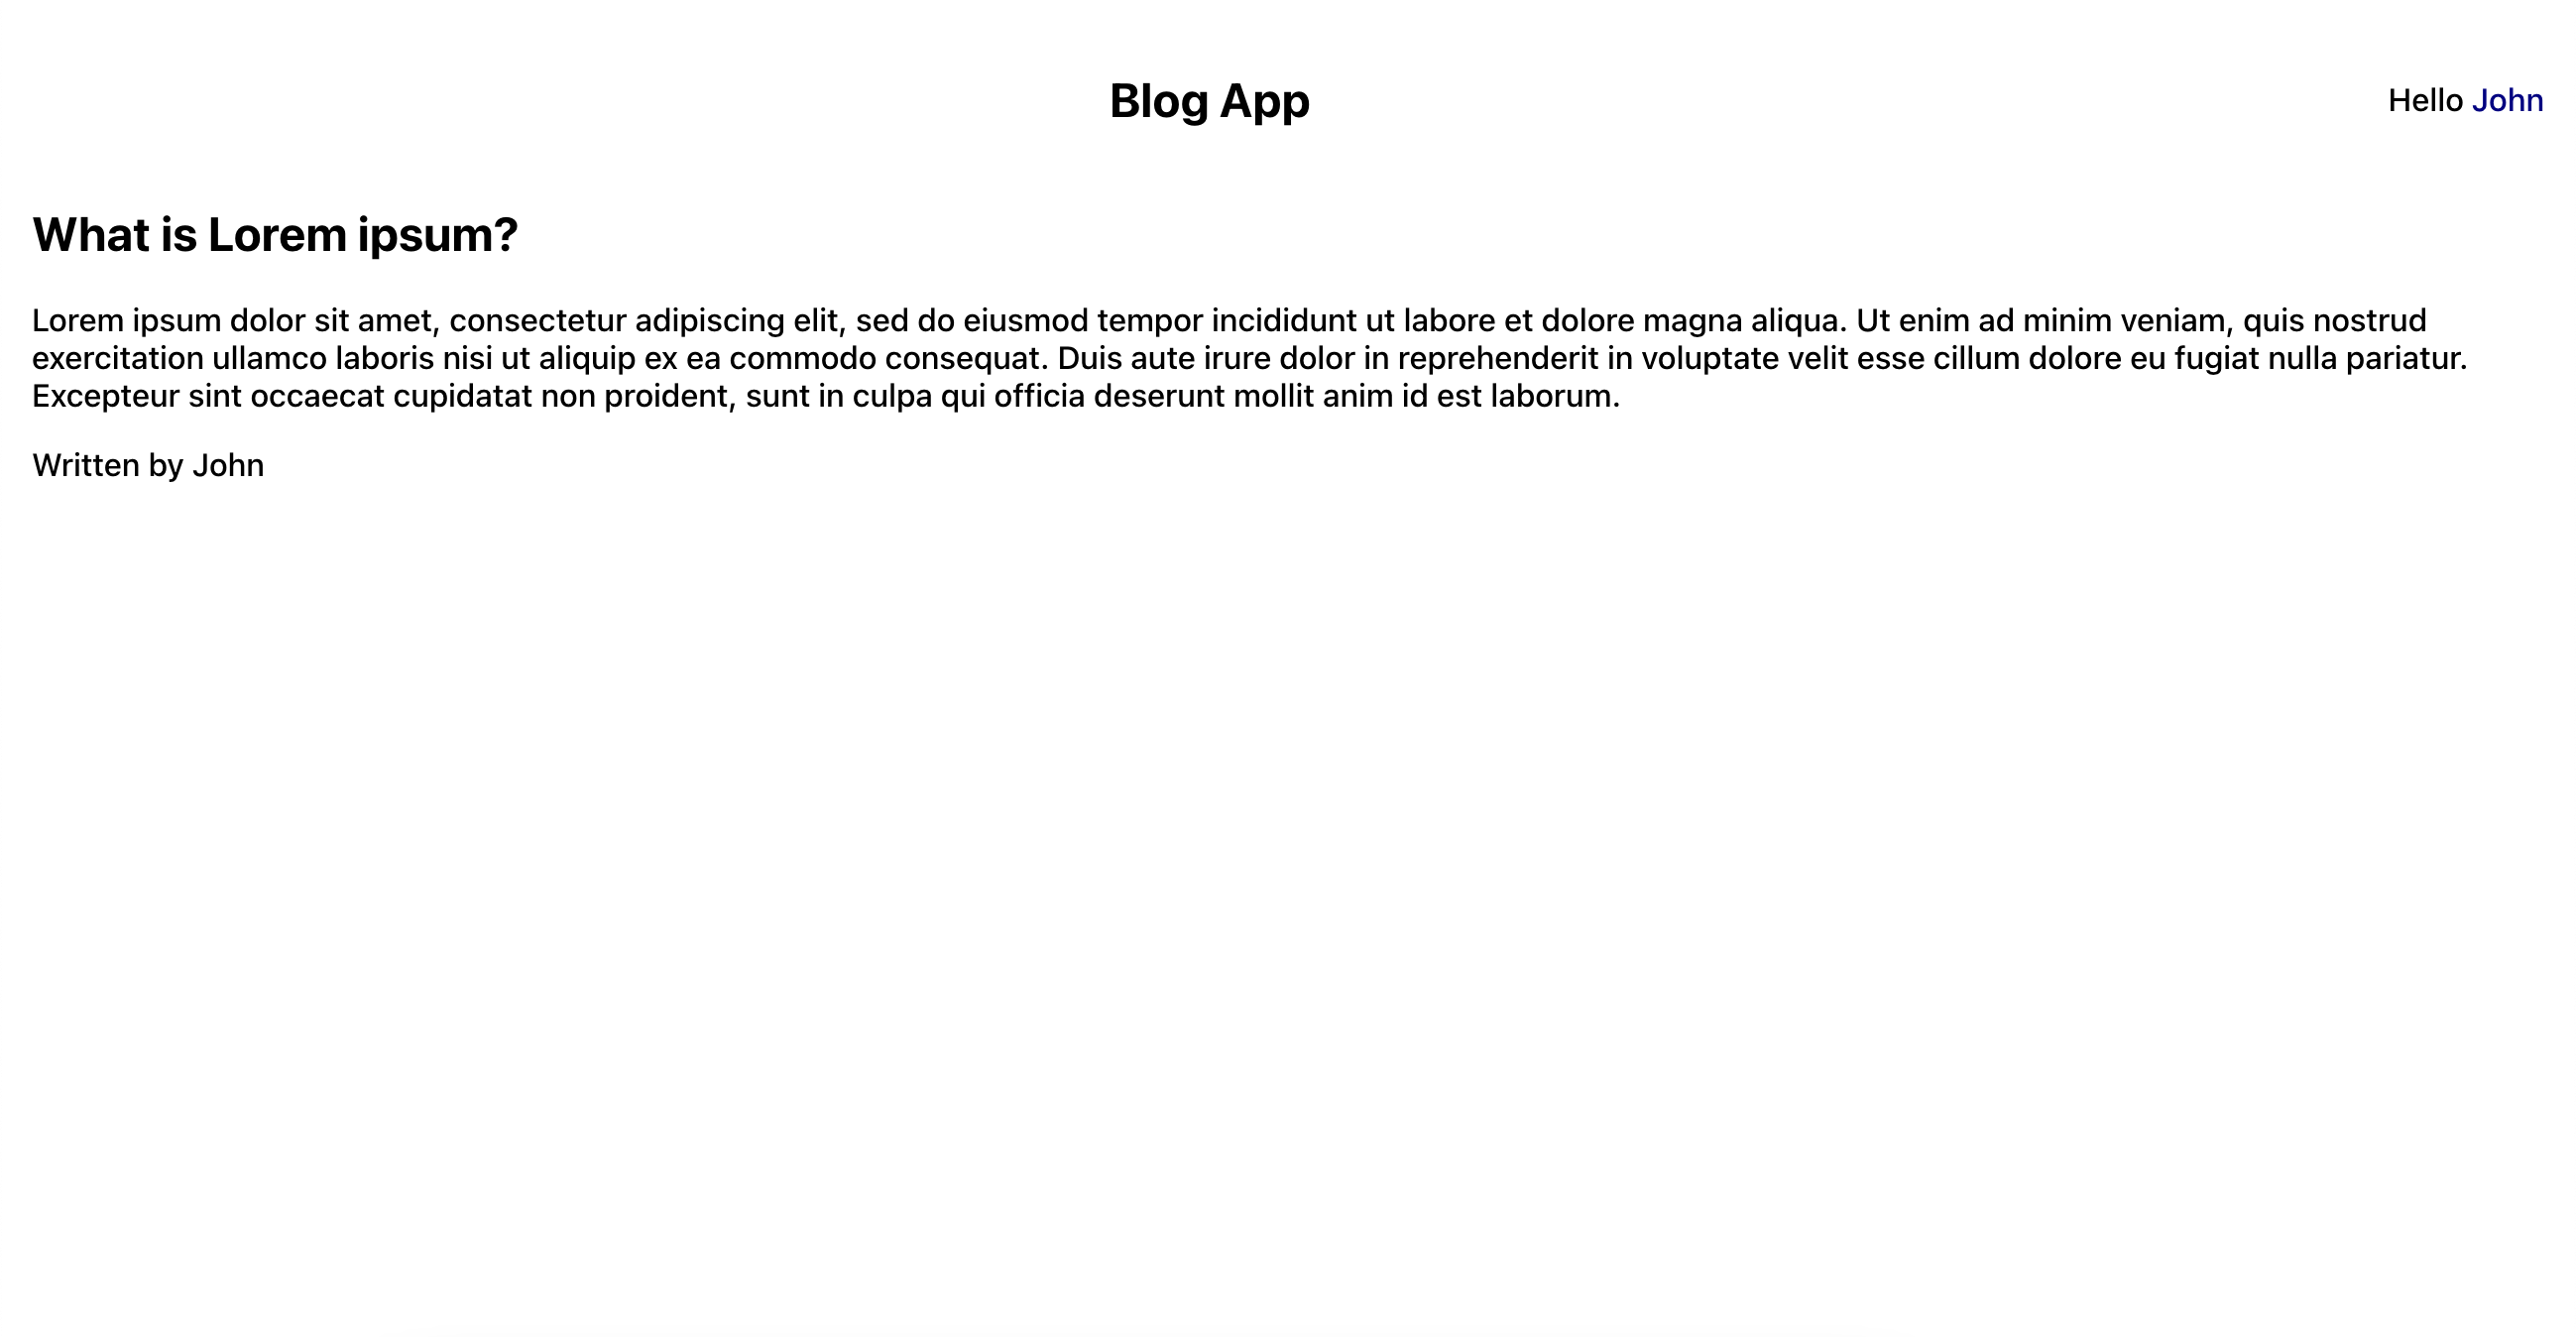 Blog App
Hello John
What is Lorem ipsum?
Lorem ipsum dolor sit amet, consectetur adipiscing elit, sed do eiusmod tempor incididunt ut labore et dolore magna aliqua. Ut enim ad minim veniam, quis nostrud
exercitation ullamco laboris nisi ut aliquip ex ea commodo consequat. Duis aute irure dolor in reprehenderit in voluptate velit esse cillum dolore eu fugiat nulla pariatur.
Excepteur sint occaecat cupidatat non proident, sunt in culpa qui officia deserunt mollit anim id est laborum.
Written by John